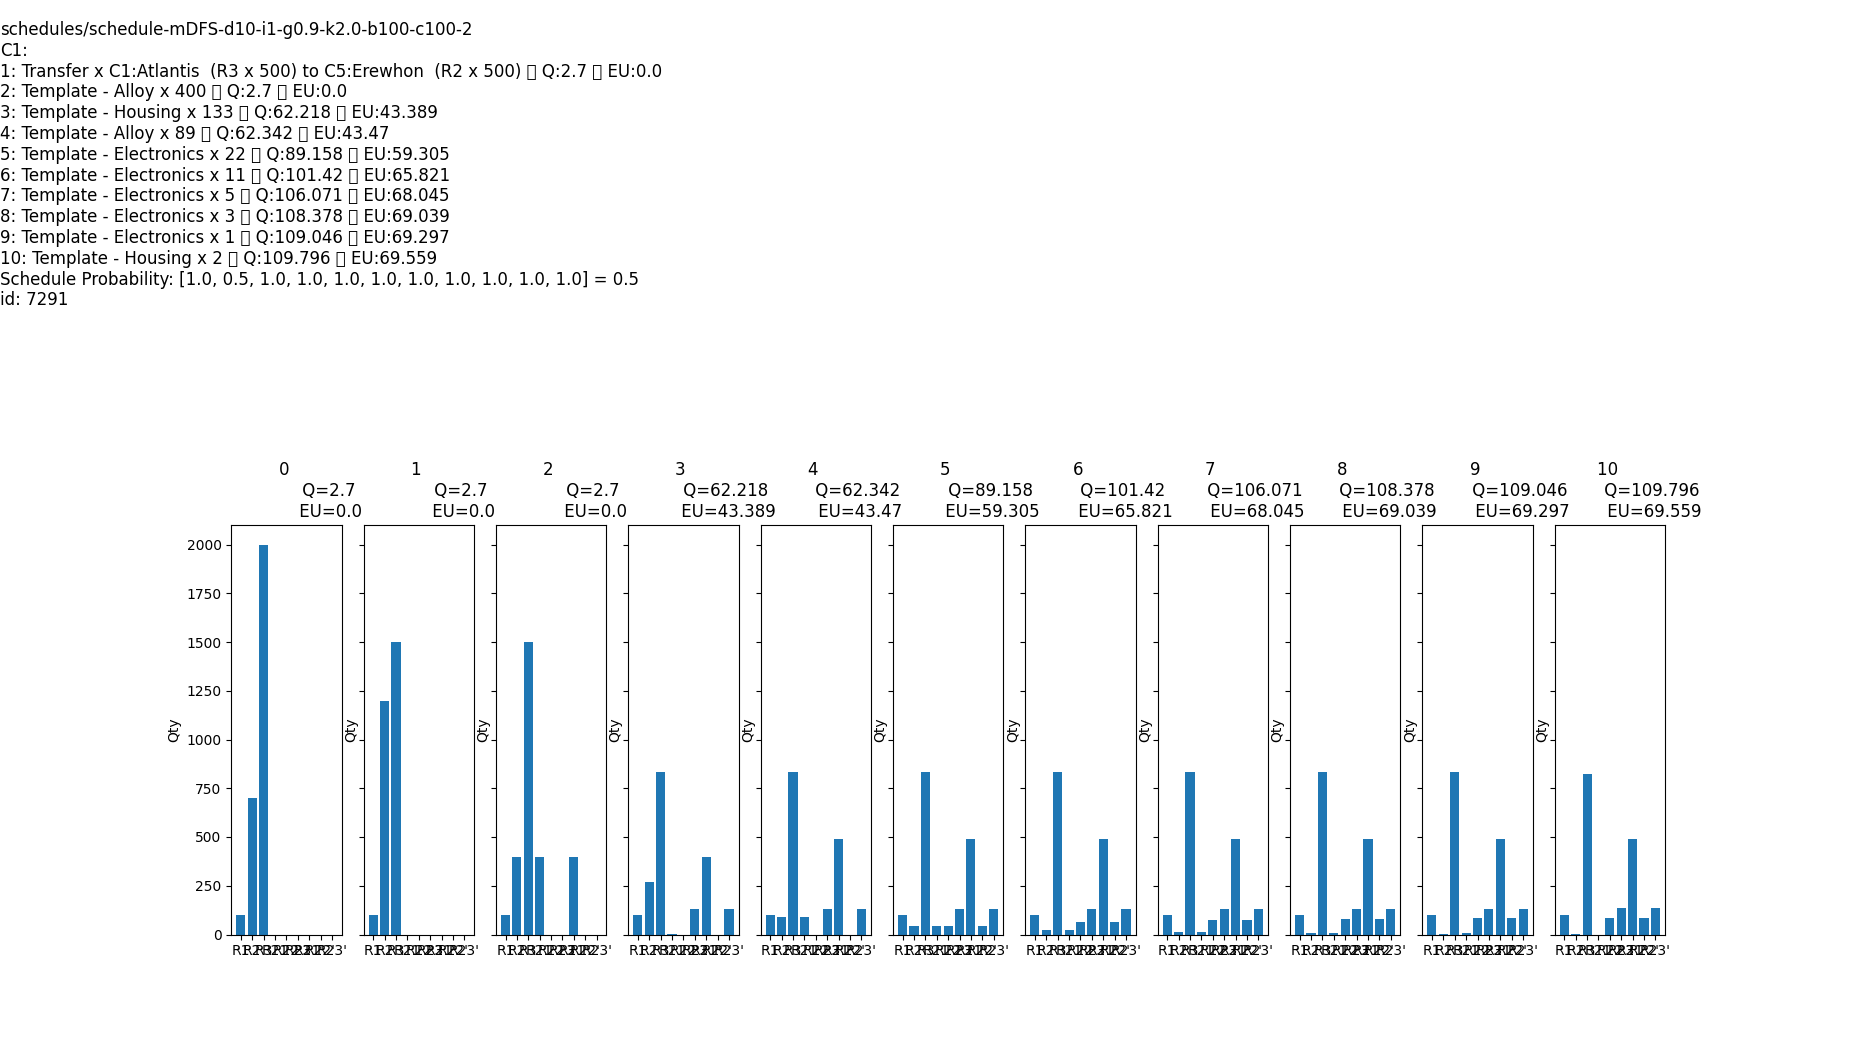 schedules/schedule-mDFS-d10-i1-g0.9-k2.0-b100-c100-2
C1:
1: Transfer x C1:Atlantis  (R3 x 500) to C5:Erewhon  (R2 x 500) ▯ Q:2.7 ▯ EU:0.0
2: Template - Alloy x 400 ▯ Q:2.7 ▯ EU:0.0
3: Template - Housing x 133 ▯ Q:62.218 ▯ EU:43.389
4: Template - Alloy x 89 ▯ Q:62.342 ▯ EU:43.47
5: Template - Electronics x 22 ▯ Q:89.158 ▯ EU:59.305
6: Template - Electronics x 11 ▯ Q:101.42 ▯ EU:65.821
7: Template - Electronics x 5 ▯ Q:106.071 ▯ EU:68.045
8: Template - Electronics x 3 ▯ Q:108.378 ▯ EU:69.039
9: Template - Electronics x 1 ▯ Q:109.046 ▯ EU:69.297
10: Template - Housing x 2 ▯ Q:109.796 ▯ EU:69.559
Schedule Probability: [1.0, 0.5, 1.0, 1.0, 1.0, 1.0, 1.0, 1.0, 1.0, 1.0, 1.0] = 0.5
id: 7291
0 1 2 3 4 5 6 7 8 9 10
Q=2.7 Q=2.7 Q=2.7 Q=62.218 Q=62.342 Q=89.158 Q=101.42 Q=106.071 Q=108.378 Q=109.046 Q=109.796
EU=0.0 EU=0.0 EU=0.0 EU=43.389 EU=43.47 EU=59.305 EU=65.821 EU=68.045 EU=69.039 EU=69.297 EU=69.559
2000
1750
1500
1250
1000
750
500
250
0
Qty Qty Qty Qty Qty Qty Qty Qty Qty Qty Qty